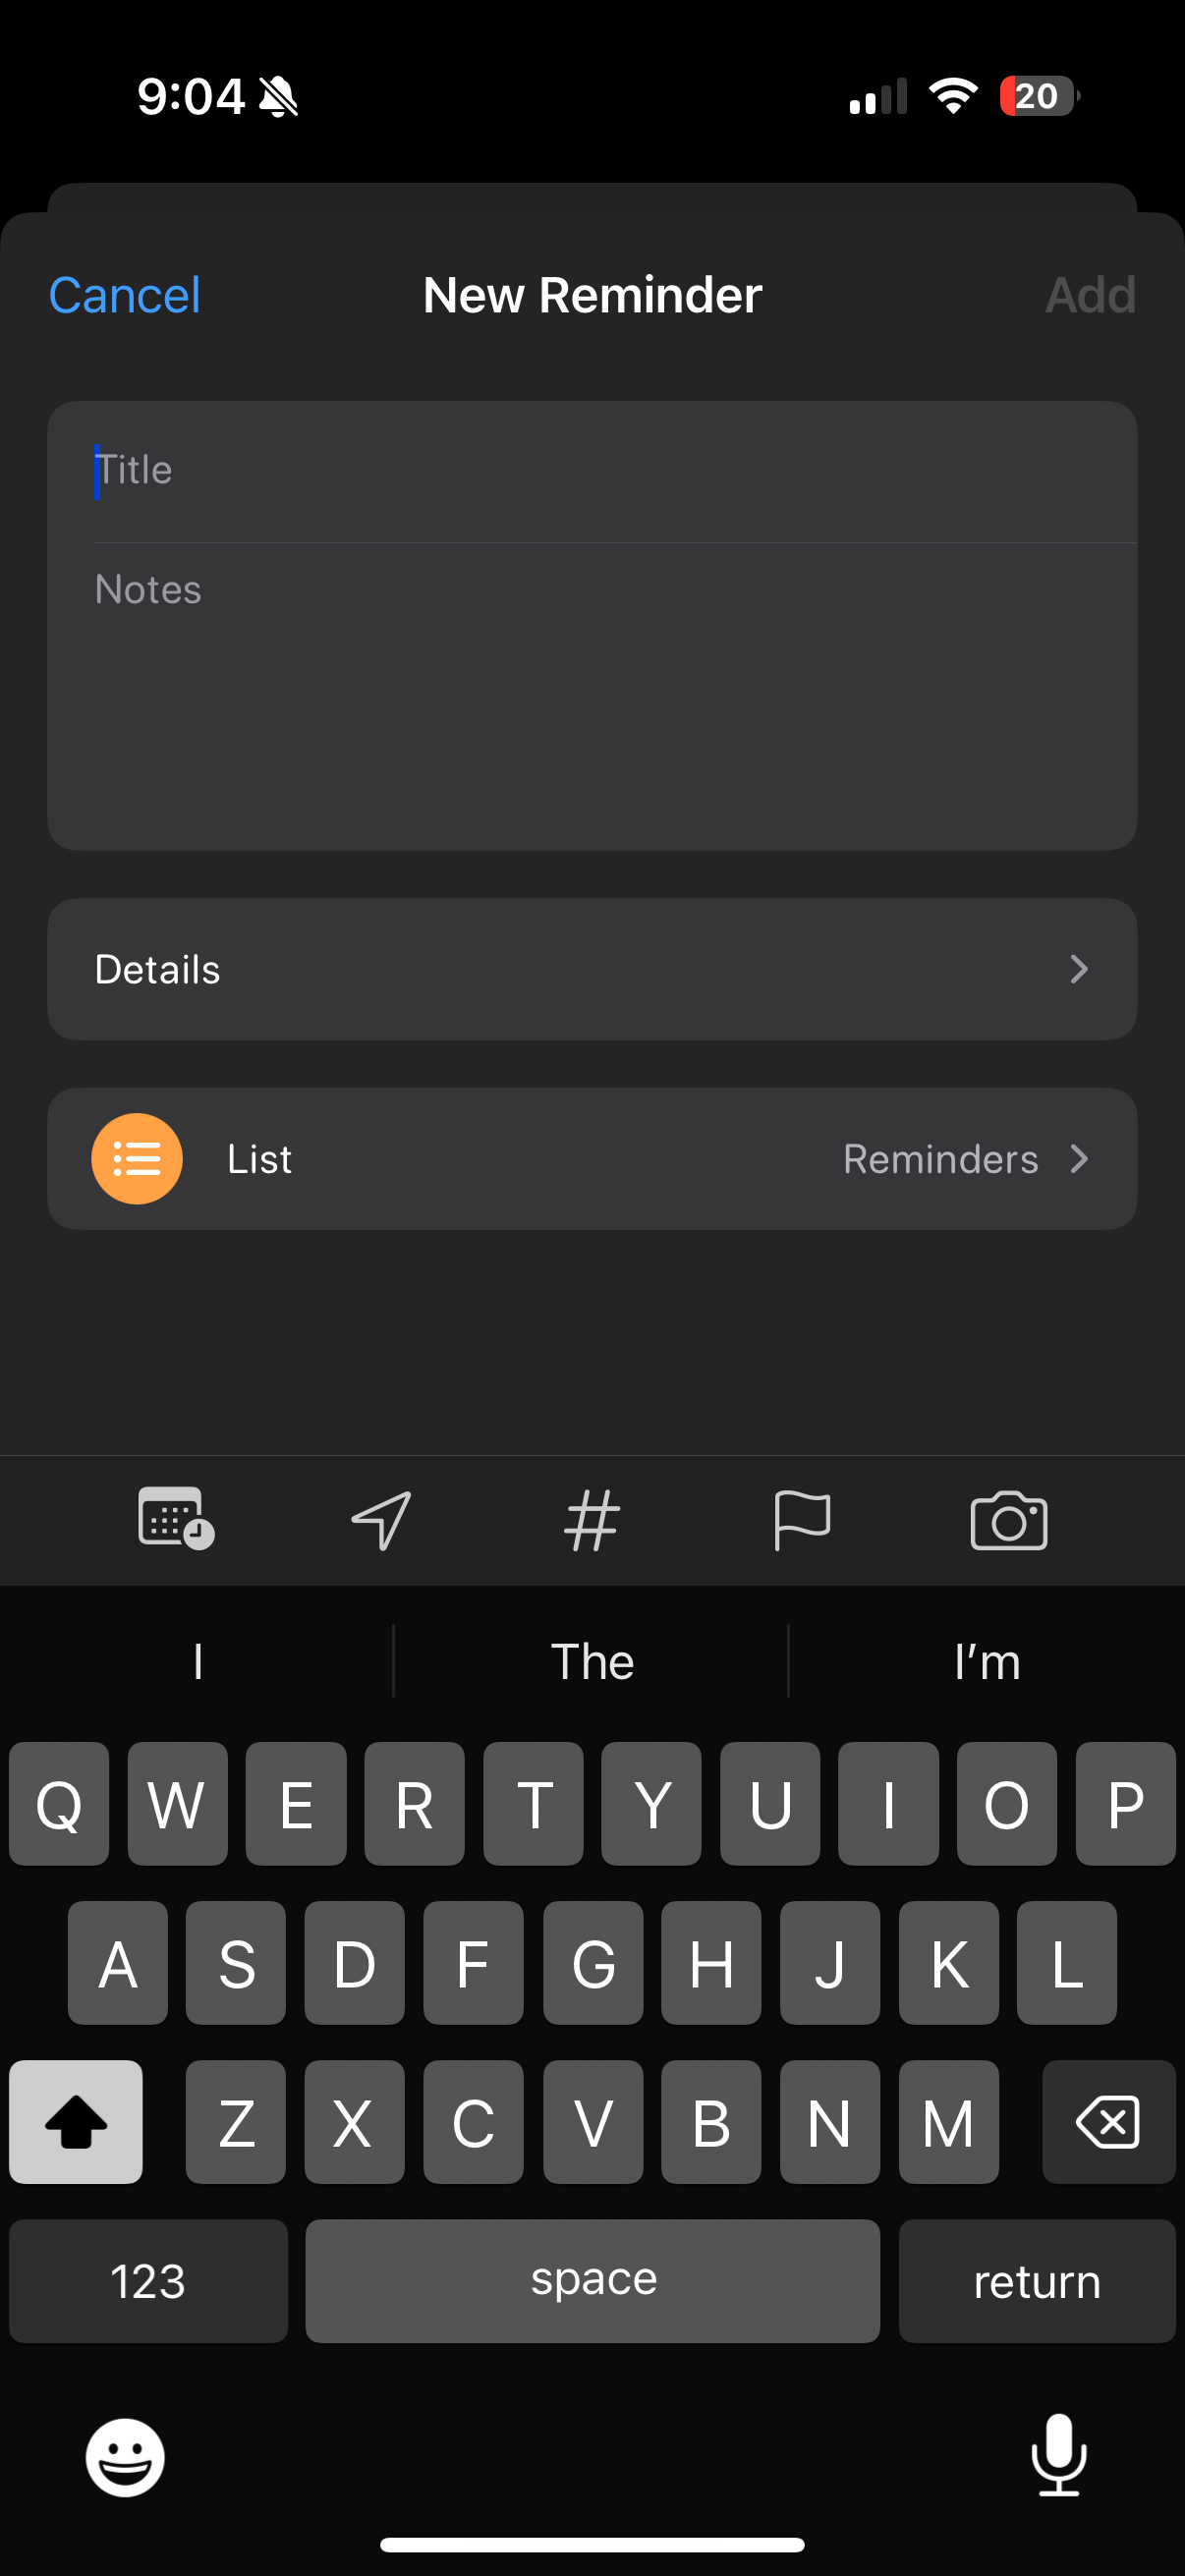 9:04 20
Cancel New Reminder Add
Title
Notes
Details
List Reminders
I The I’m
Q W E R T Y U I O P
A S D F G H J K L
Z X C V B N M
123 space return